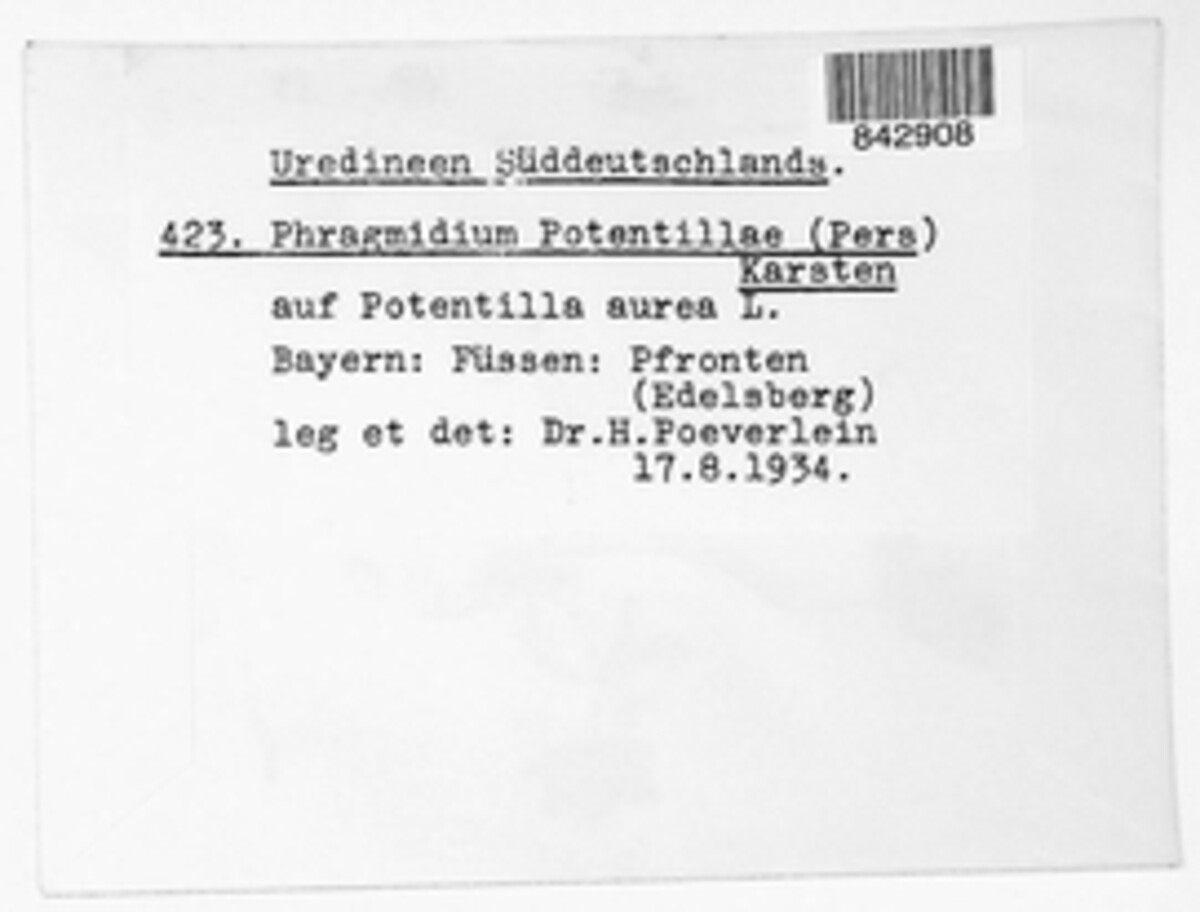 842908
Uredineen Süddeutschlands.
423. Phragmidium Potentillae (Pers)
Karsten
auf Potentilla aurea L.
Bayern: Füssen: Pfronten
(Edelsberg)
leg et det: Dr.H.Poeverlein
17.8.1934.